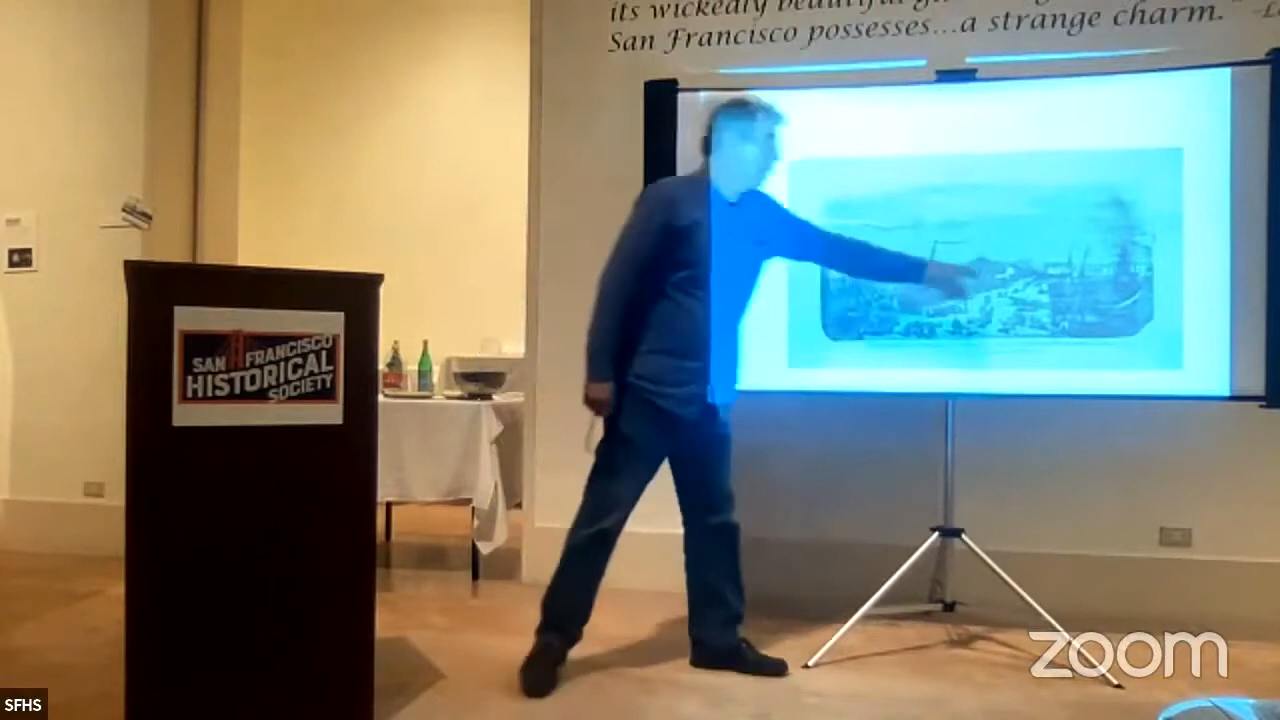 its wickedly beautiful
San Francisco possesses...a strange charm."
SAN FRANCISCO
HISTORICAL
SOCIETY
zoom
SFHS